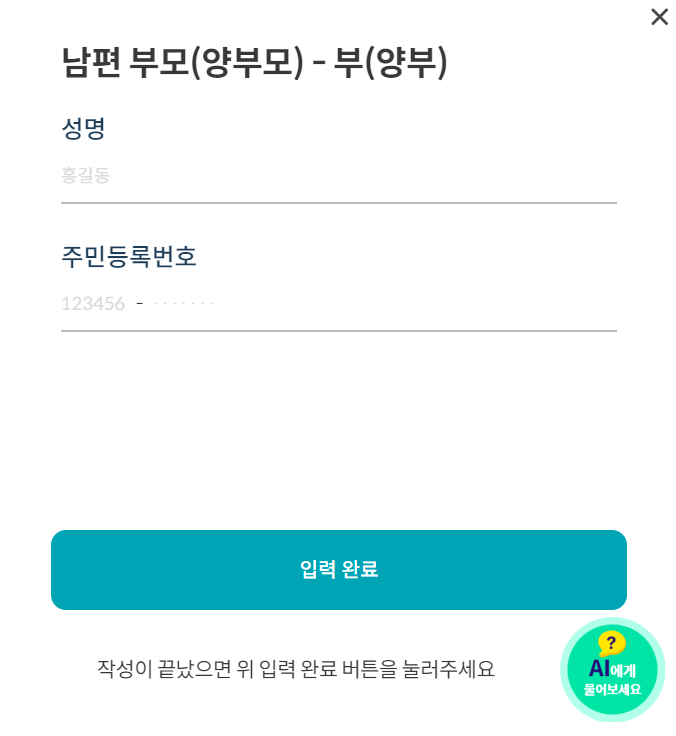 남편 부모(양부모) - 부(양부)
성명
홍길동
주민등록번호
123456 - ·······
입력 완료
작성이 끝났으면 위 입력 완료 버튼을 눌러주세요
?
AI에게
물어보세요